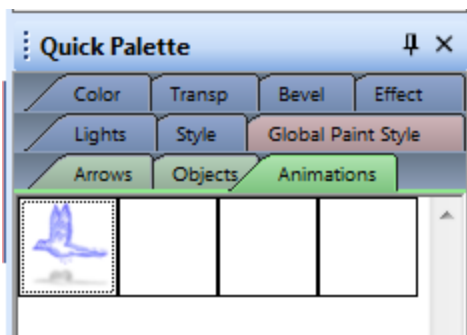 Quick Palette
Color Transp Bevel Effect
Lights Style Global Paint Style
Arrows Objects Animations